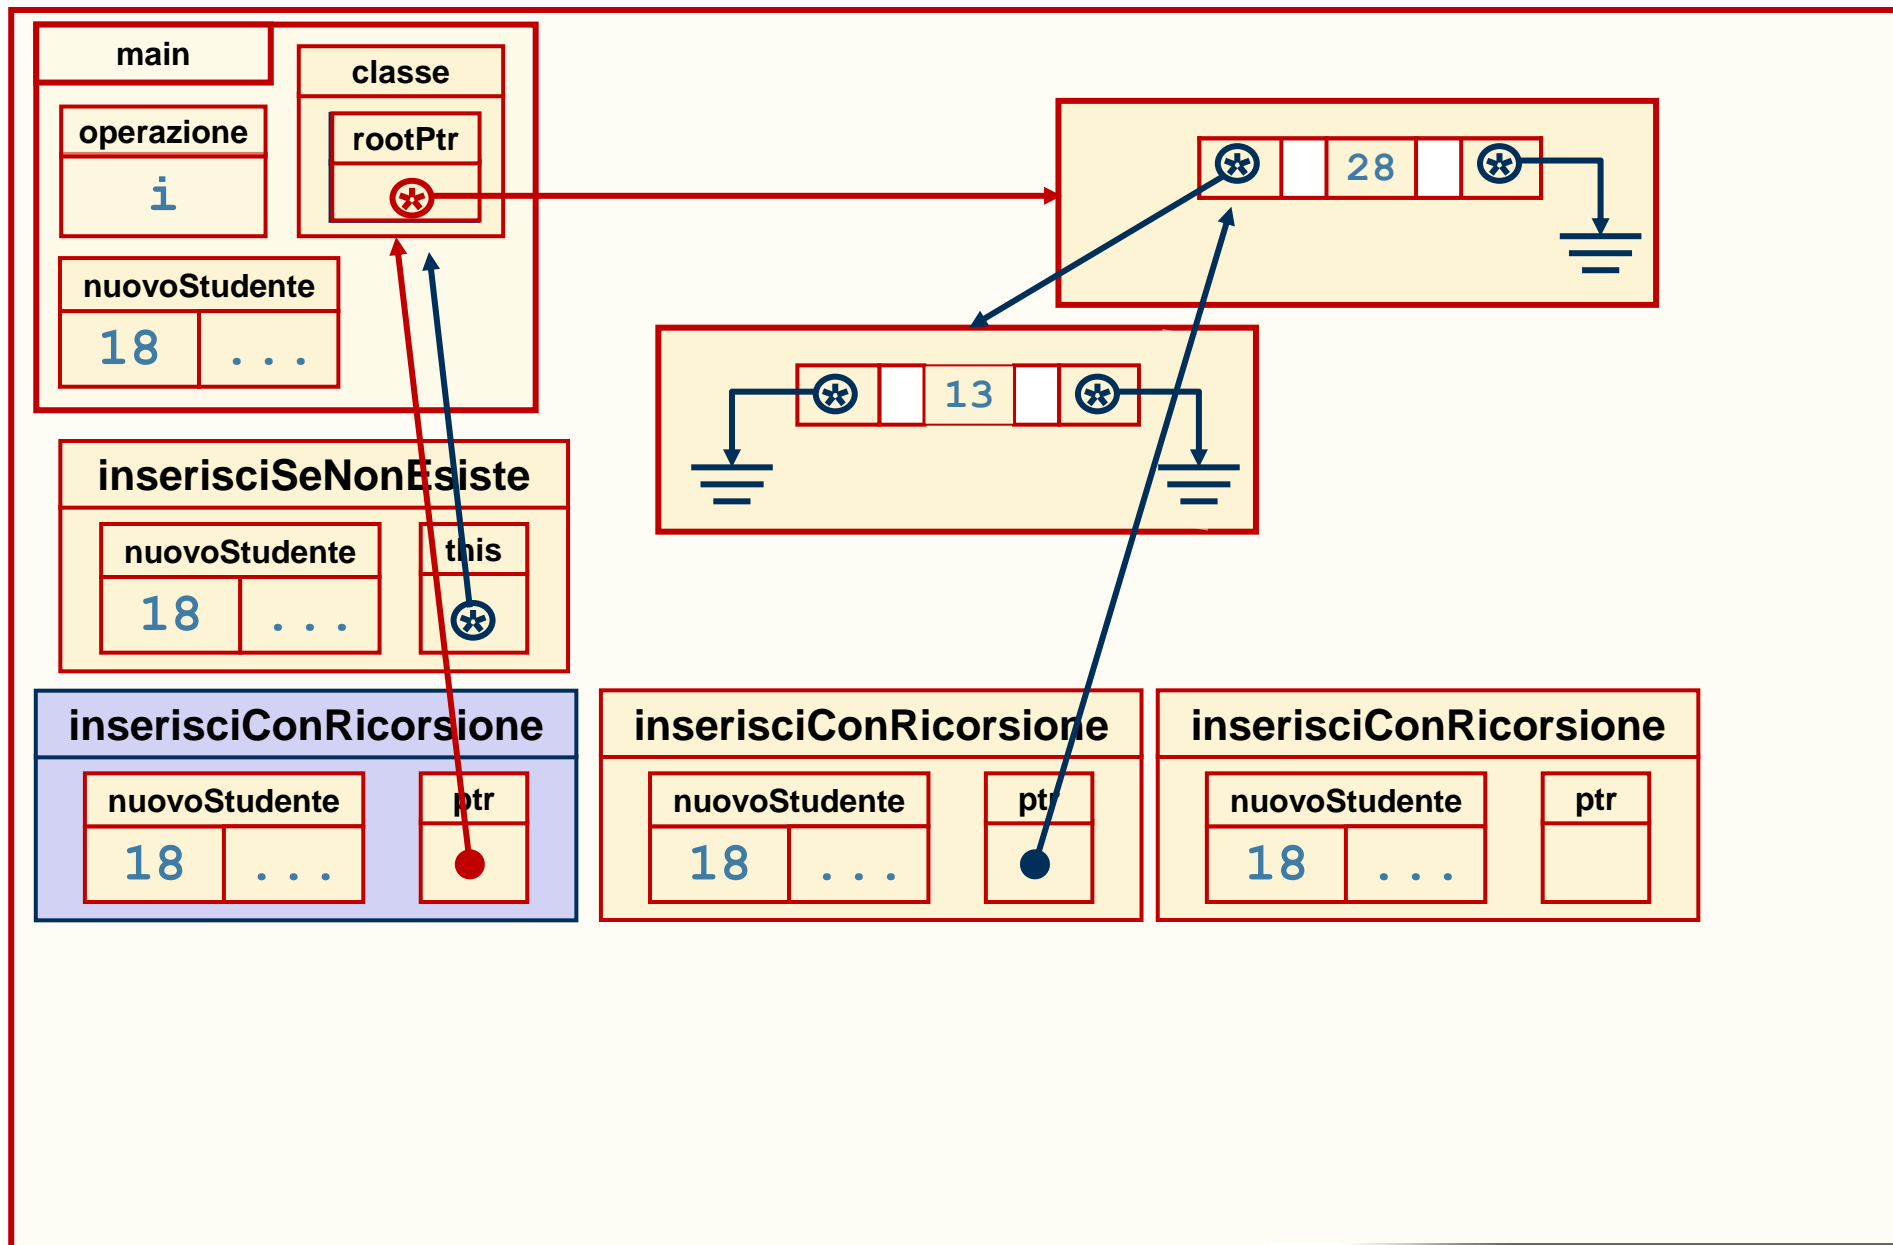 main
classe
operazione
rootPtr
i
28
nuovoStudente
18 ...
13
inserisciSeNonEsiste
nuovoStudente this
18 ...
inserisciConRicorsione inserisciConRicorsione inserisciConRicorsione
nuovoStudente ptr nuovoStudente ptr nuovoStudente ptr
18 ... 18 ... 18 ...